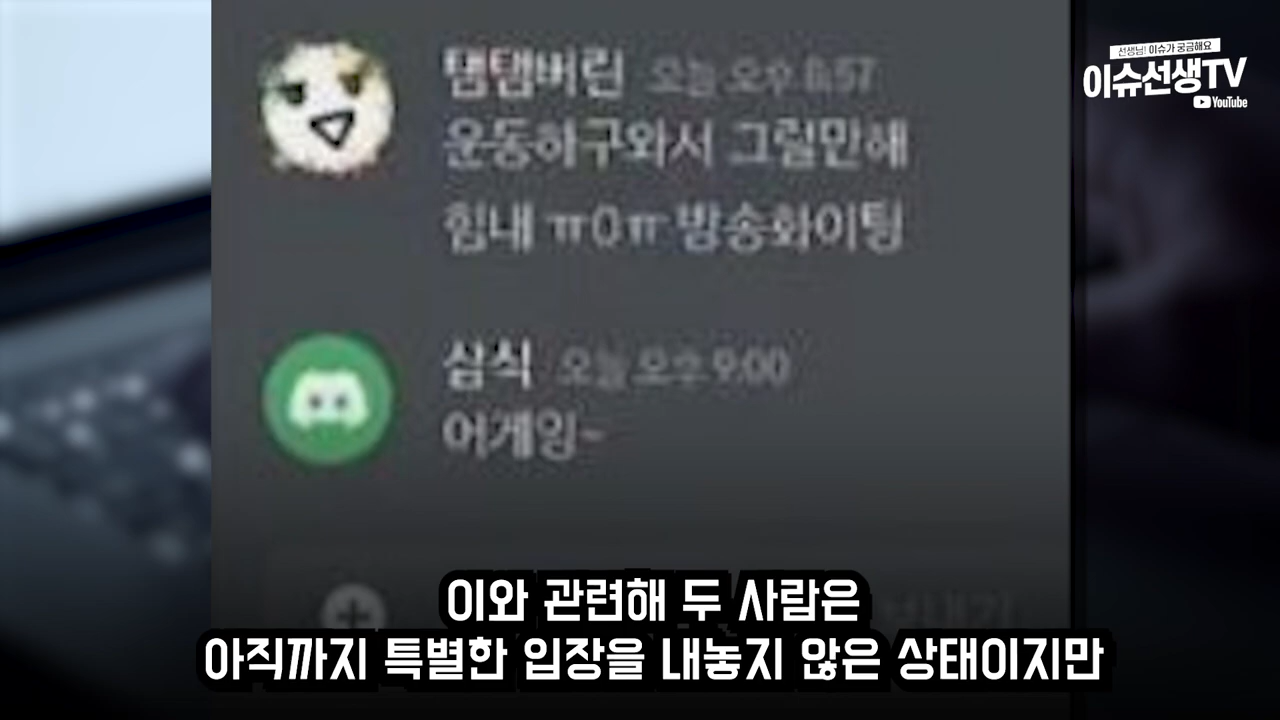 선생님! 이슈가 궁금해요
이슈선생TV
YouTube
탬탬버린 오늘 오후 8:57
운동하구와서 그럴만해
힘내 ㅠ0ㅠ 방송화이팅
삼식 오늘 오후 9:00
어게잉~
이와 관련해 두 사람은
아직까지 특별한 입장을 내놓지 않은 상태이지만